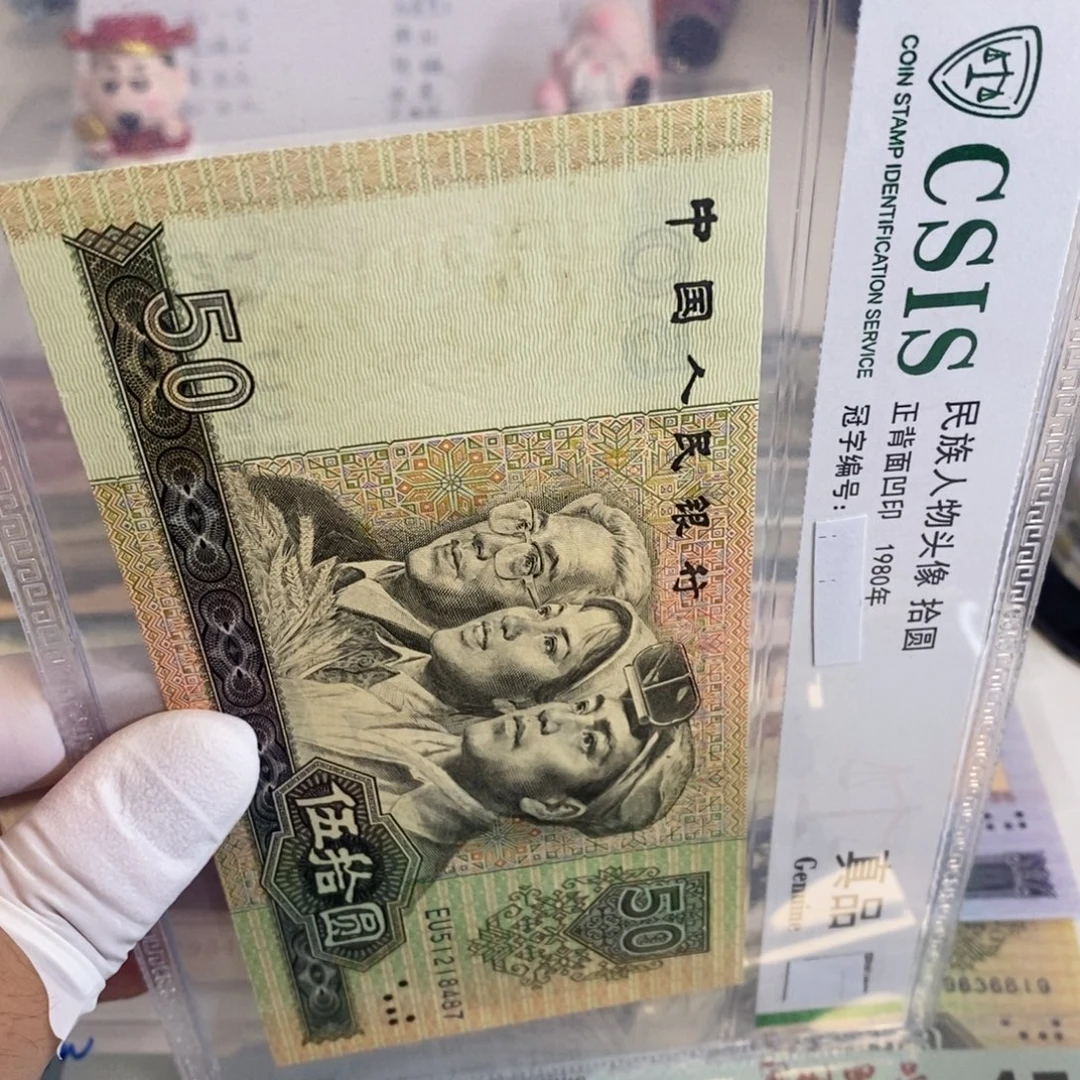 CSIS
COIN STAMP IDENTIFICATION SERVICE
民族人物头像 拾圆
正背面凹印 1980年
冠字编号:
真品
Genuine
中国人民银行
50
伍拾圆
50
EU51218487